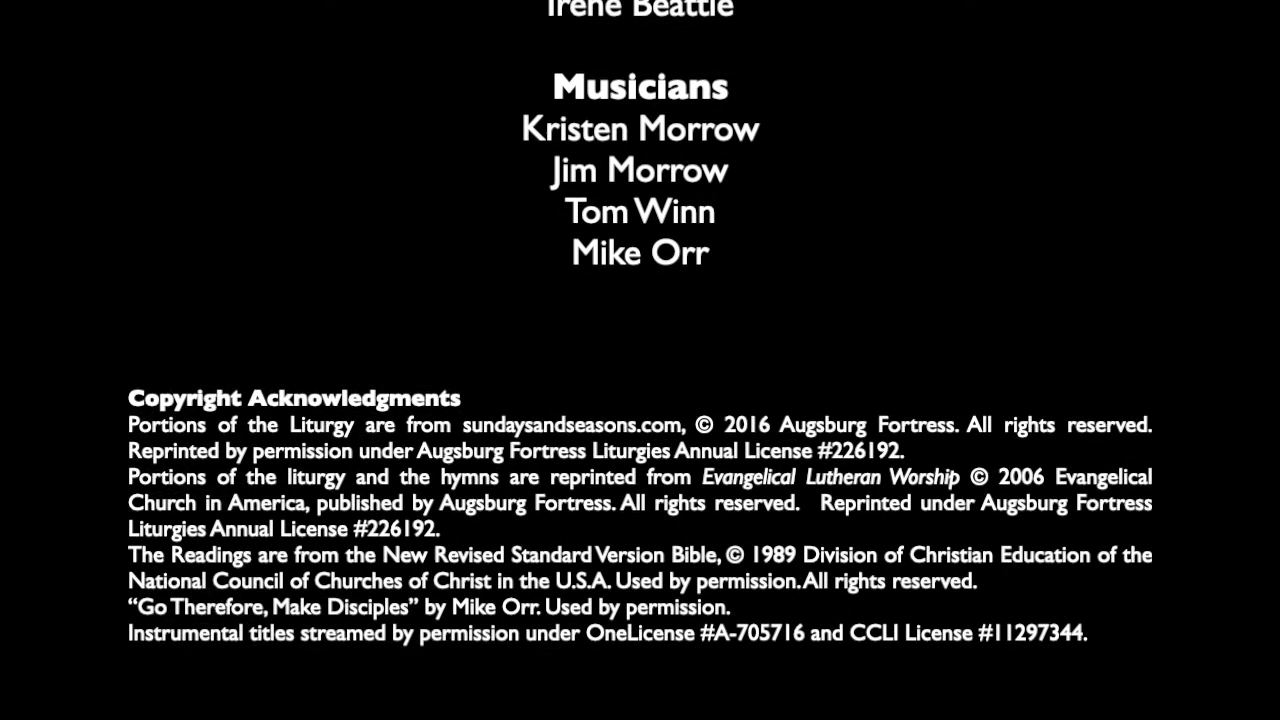 Irene Beattie
Musicians
Kristen Morrow
Jim Morrow
Tom Winn
Mike Orr
Copyright Acknowledgments
Portions of the Liturgy are from sundaysandseasons.com, © 2016 Augsburg Fortress. All rights reserved.
Reprinted by permission under Augsburg Fortress Liturgies Annual License #226192.
Portions of the liturgy and the hymns are reprinted from Evangelical Lutheran Worship © 2006 Evangelical
Church in America, published by Augsburg Fortress. All rights reserved. Reprinted under Augsburg Fortress
Liturgies Annual License #226192.
The Readings are from the New Revised Standard Version Bible, © 1989 Division of Christian Education of the
National Council of Churches of Christ in the U.S.A. Used by permission. All rights reserved.
“Go Therefore, Make Disciples” by Mike Orr. Used by permission.
Instrumental titles streamed by permission under OneLicense #A-705716 and CCLI License #11297344.